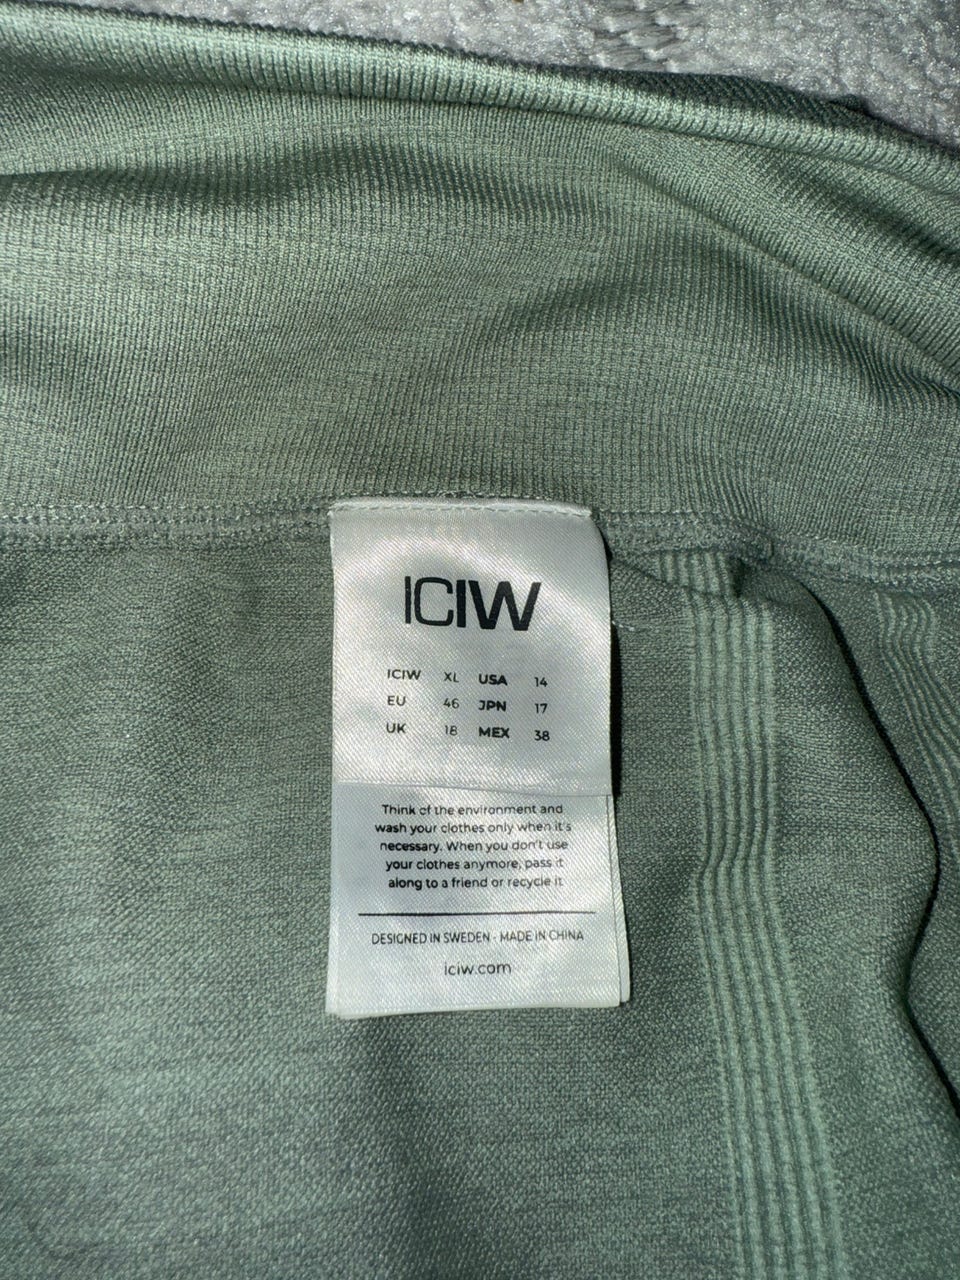 ICIW
ICIW XL USA 14
EU 46 JPN 17
UK 18 MEX 38
Think of the environment and
wash your clothes only when it's
necessary. When you don't use
your clothes anymore, pass it
along to a friend or recycle it
DESIGNED IN SWEDEN - MADE IN CHINA
iciw.com